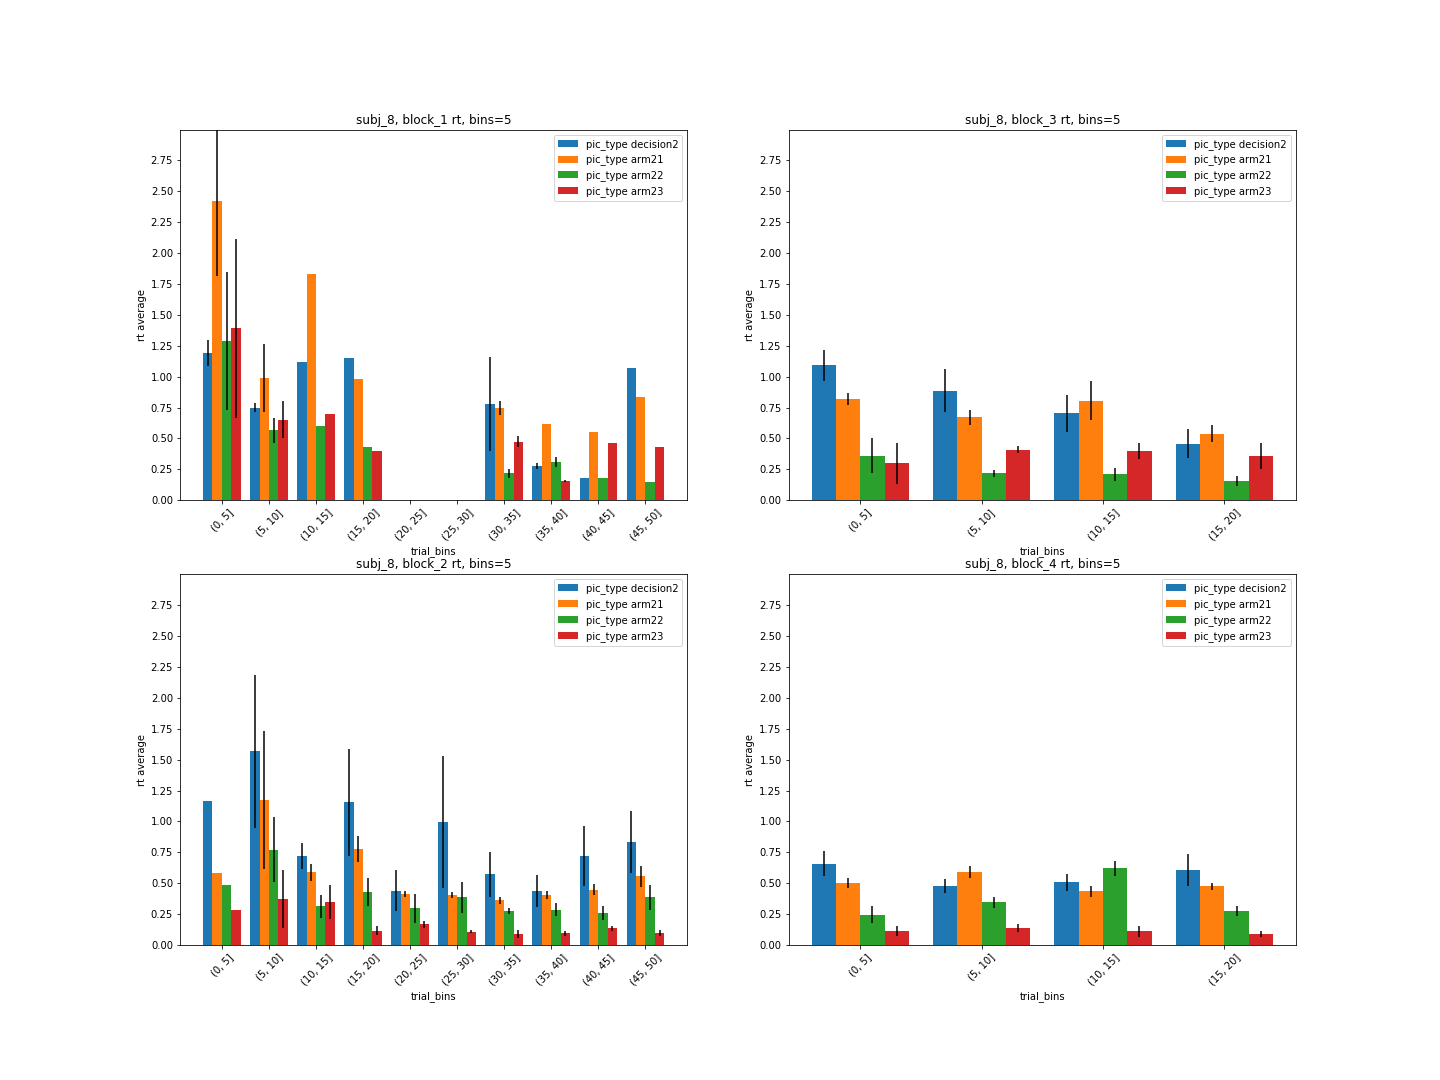 subj_8, block_1 rt, bins=5
pic_type decision2
pic_type arm21
pic_type arm22
pic_type arm23
2.75
2.50
2.25
2.00
1.75
1.50
1.25
1.00
0.75
0.50
0.25
0.00
rt average
(0, 5]
(5, 10]
(10, 15]
(15, 20]
(20, 25]
(25, 30]
(30, 35]
(35, 40]
(40, 45]
(45, 50]
trial_bins
subj_8, block_3 rt, bins=5
pic_type decision2
pic_type arm21
pic_type arm22
pic_type arm23
2.75
2.50
2.25
2.00
1.75
1.50
1.25
1.00
0.75
0.50
0.25
0.00
rt average
(0, 5]
(5, 10]
(10, 15]
(15, 20]
trial_bins
subj_8, block_2 rt, bins=5
pic_type decision2
pic_type arm21
pic_type arm22
pic_type arm23
2.75
2.50
2.25
2.00
1.75
1.50
1.25
1.00
0.75
0.50
0.25
0.00
rt average
(0, 5]
(5, 10]
(10, 15]
(15, 20]
(20, 25]
(25, 30]
(30, 35]
(35, 40]
(40, 45]
(45, 50]
trial_bins
subj_8, block_4 rt, bins=5
pic_type decision2
pic_type arm21
pic_type arm22
pic_type arm23
2.75
2.50
2.25
2.00
1.75
1.50
1.25
1.00
0.75
0.50
0.25
0.00
rt average
(0, 5]
(5, 10]
(10, 15]
(15, 20]
trial_bins